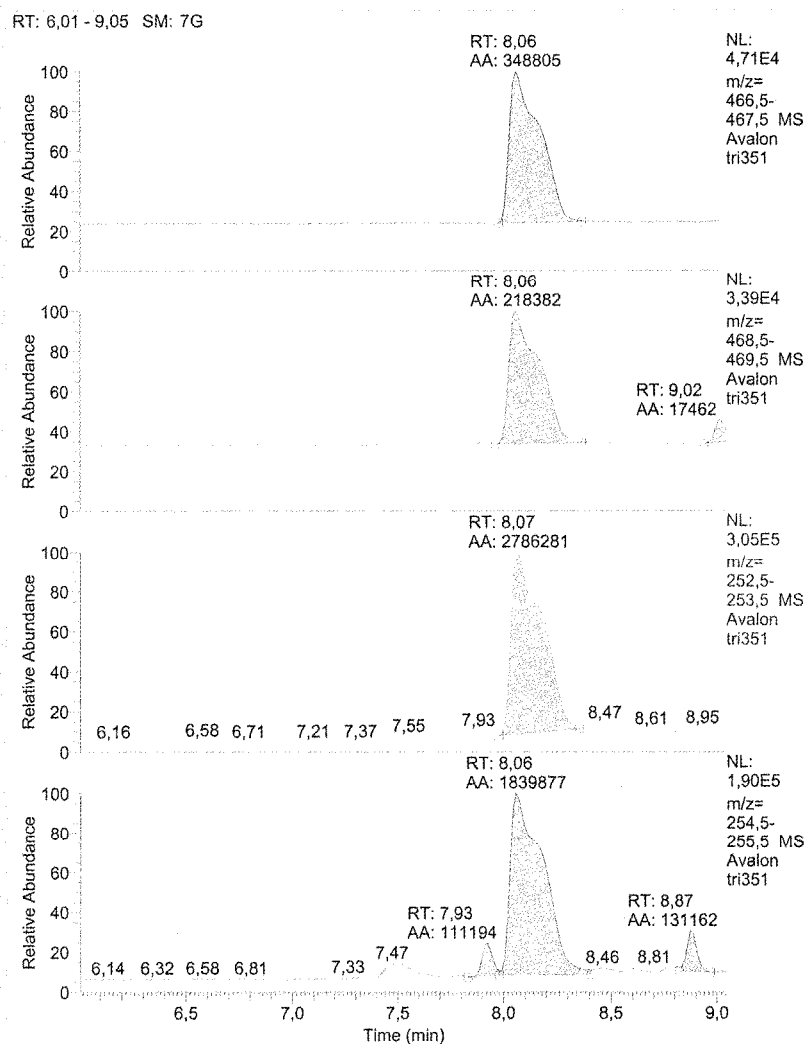 RT: 6,01 - 9,05 SM: 7G
RT: 8,06
AA: 348805
NL:
4,71E4
m/z=
466,5-
467,5 MS
Avalon
tri351
100
80
60
40
20
0
Relative Abundance
RT: 8,06
AA: 218382
RT: 9,02
AA: 17462
NL:
3,39E4
m/z=
468,5-
469,5 MS
Avalon
tri351
100
80
60
40
20
0
Relative Abundance
RT: 8,07
AA: 2786281
NL:
3,05E5
m/z=
252,5-
253,5 MS
Avalon
tri351
100
80
60
40
20
0
Relative Abundance
6,16 6,58 6,71 7,21 7,37 7,55 7,93 8,47 8,61 8,95
RT: 8,06
AA: 1839877
RT: 7,93
AA: 111194
RT: 8,87
AA: 131162
NL:
1,90E5
m/z=
254,5-
255,5 MS
Avalon
tri351
100
80
60
40
20
0
Relative Abundance
6,14 6,32 6,58 6,81 7,33 7,47 8,46 8,81
6,5 7,0 7,5 8,0 8,5 9,0
Time (min)